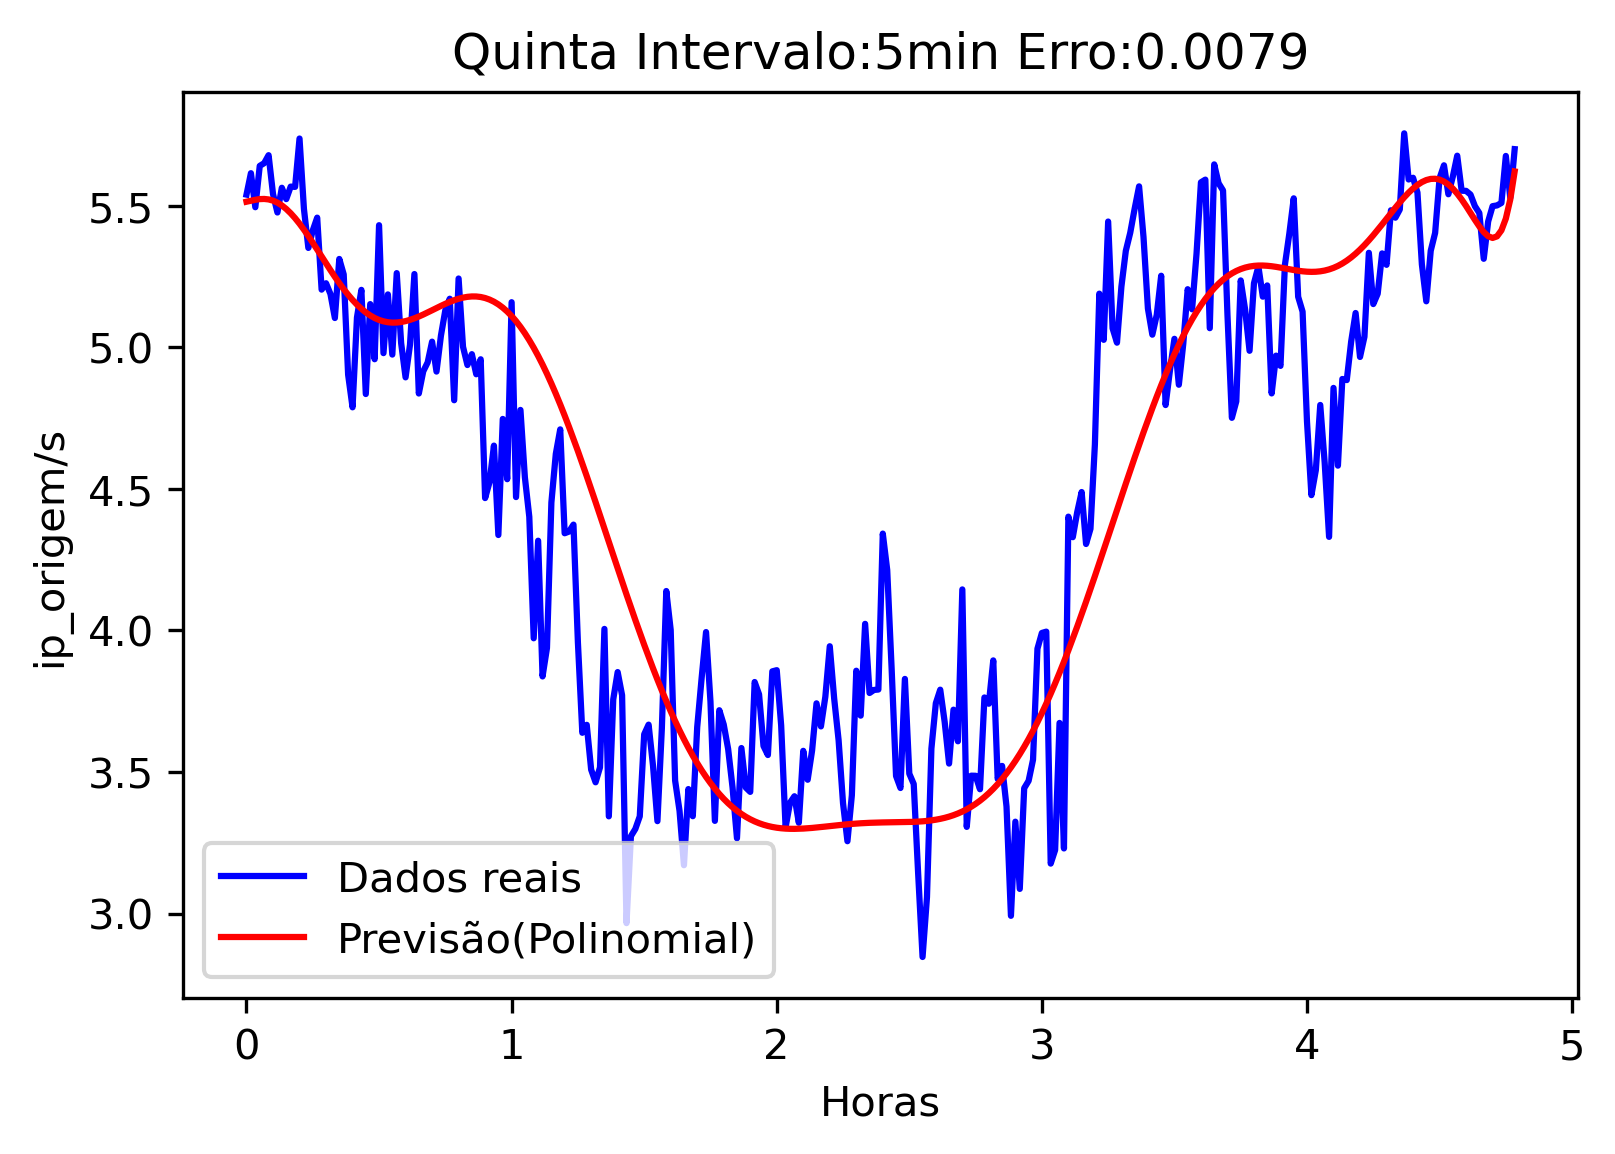 Quinta Intervalo:5min Erro:0.0079
ip_origem/s
5.5
5.0
4.5
4.0
3.5
3.0
Dados reais
Previsão(Polinomial)
0 1 2 3 4 5
Horas